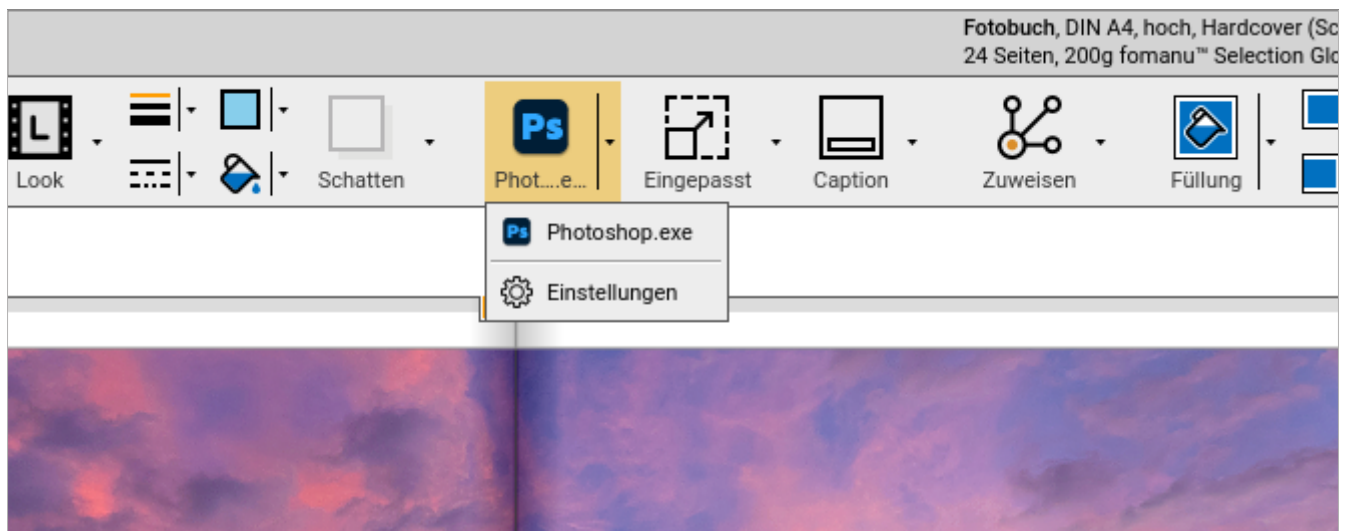 Fotobuch, DIN A4, hoch, Hardcover (Sc
24 Seiten, 200g fomanu™ Selection Glo
L
Ps
Look
Schatten
Phot....e...
Eingepasst
Caption
Zuweisen
Füllung
Ps Photoshop.exe
Einstellungen